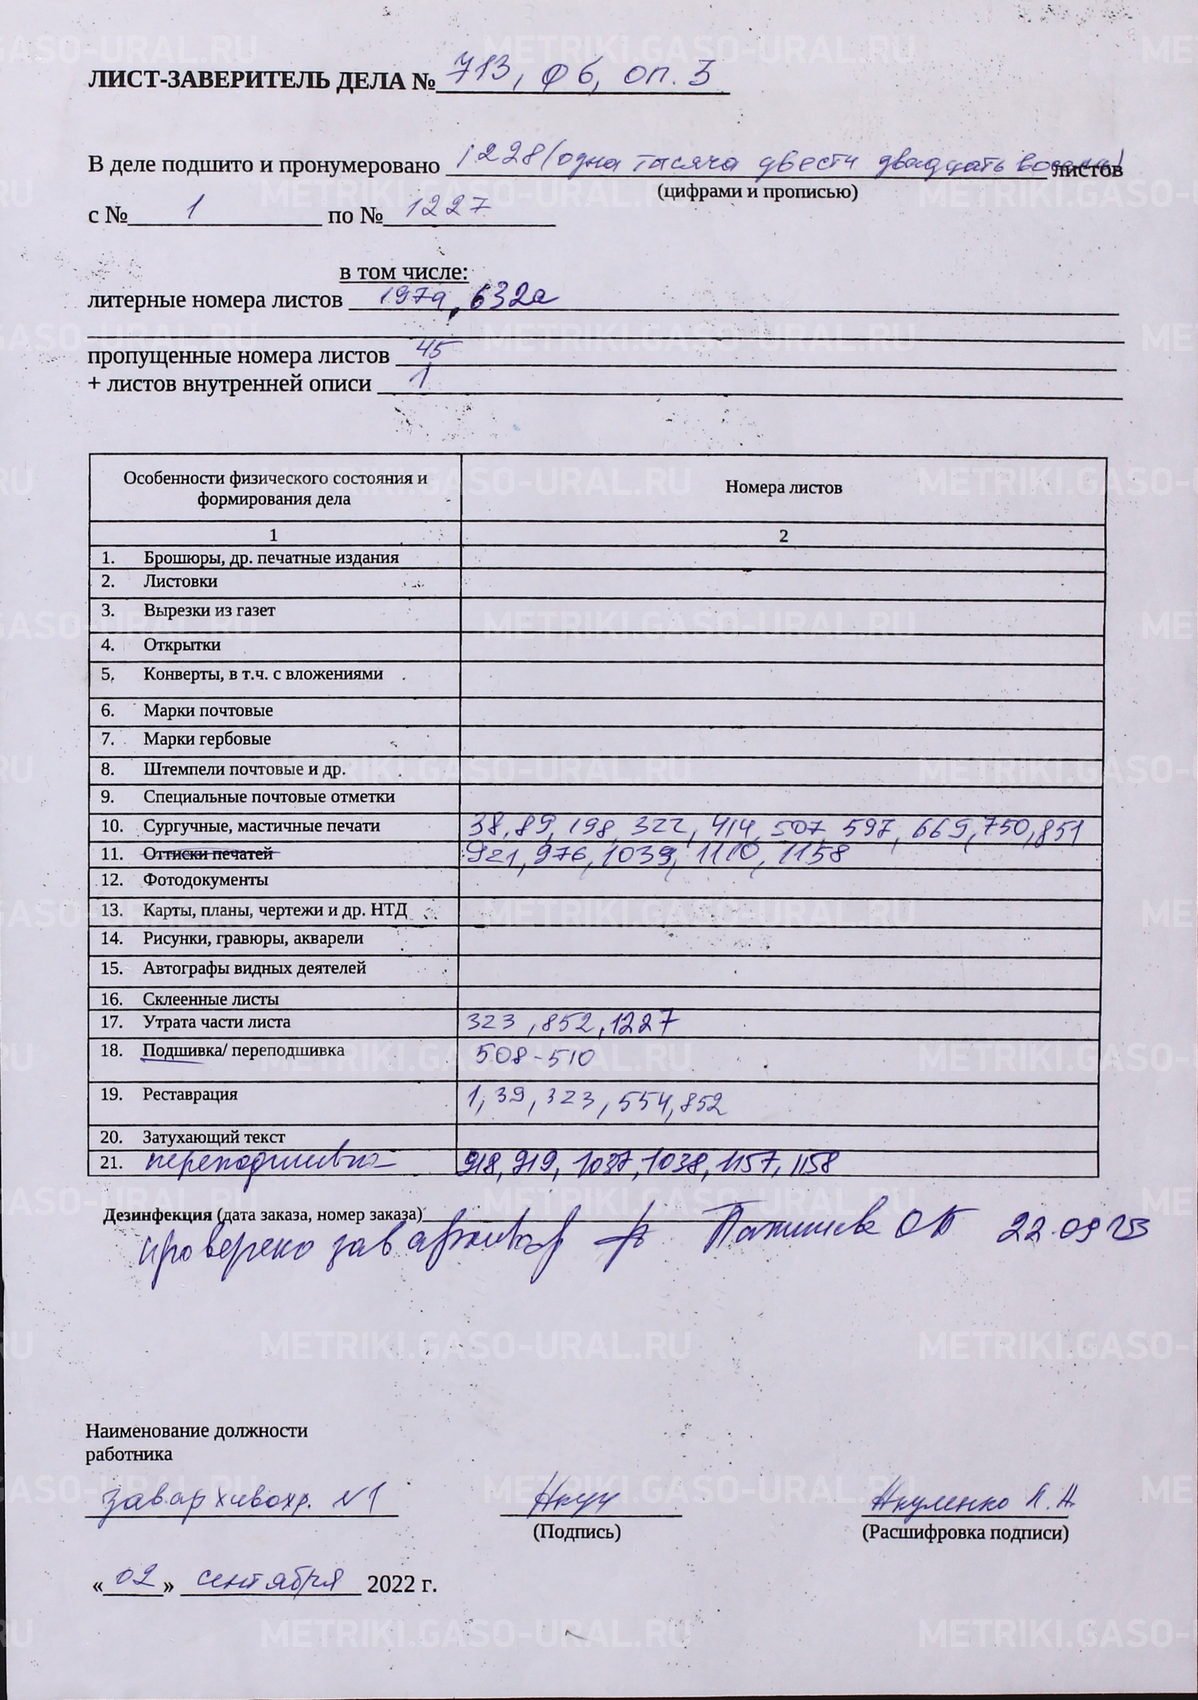 ЛИСТ-ЗАВЕРИТЕЛЬ ДЕЛА № 713, ф 6, оп. 3
В деле подшито и пронумеровано 1228 (одна тысяча двести двадцать восемь) листов
(цифрами и прописью)
с № 1 по № 1227
в том числе:
литерные номера листов 197а, 632а
пропущенные номера листов 45
+ листов внутренней описи 1
Особенности физического состояния и формирования дела Номера листов
1 2
1. Брошюры, др. печатные издания
2. Листовки
3. Вырезки из газет
4. Открытки
5. Конверты, в т.ч. с вложениями
6. Марки почтовые
7. Марки гербовые
8. Штемпели почтовые и др.
9. Специальные почтовые отметки
10. Сургучные, мастичные печати 38, 89, 198, 322, 414, 507, 597, 669, 750, 851
11. Оттиски печатей 921, 976, 1039, 1110, 1158
12. Фотодокументы
13. Карты, планы, чертежи и др. НТД
14. Рисунки, гравюры, акварели
15. Автографы видных деятелей
16. Склеенные листы
17. Утрата части листа 323, 852, 1227
18. Подшивка/ переподшивка 508-510
19. Реставрация 1, 39, 323, 554, 852
20. Затухающий текст
21. переподшивка 918, 919, 1037, 1038, 1157, 1158
Дезинфекция (дата заказа, номер заказа)
проверено зав 22.09.23
Наименование должности
работника
зав.архивохр. №1 Акул Акуленко Л.А.
(Подпись) (Расшифровка подписи)
«02» сентября 2022 г.
METRIKI.GASO-URAL.RU